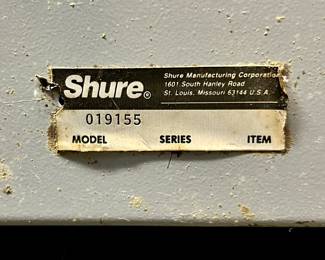 Shure®
Shure Manufacturing Corporation
1601 South Hanley Road
St. Louis, Missouri 63144 U.S.A.
019155
MODEL SERIES ITEM